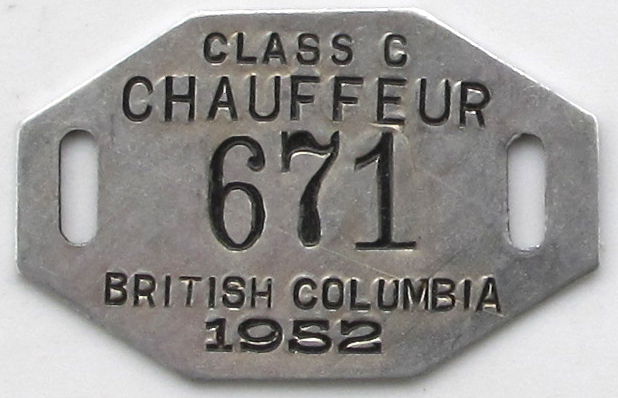 CLASS C
CHAUFFEUR
671
BRITISH COLUMBIA
1952